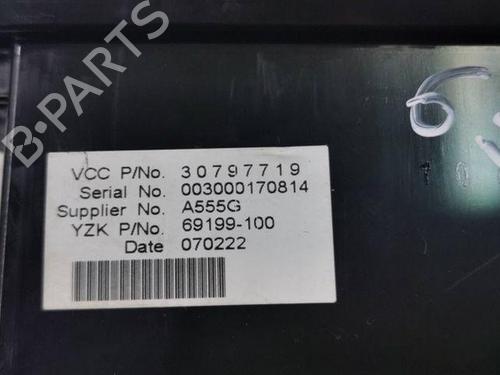 B-PARTS
VCC P/No. 30797719
Serial No. 003000170814
Supplier No. A555G
YZK P/No. 69199-100
Date 070222